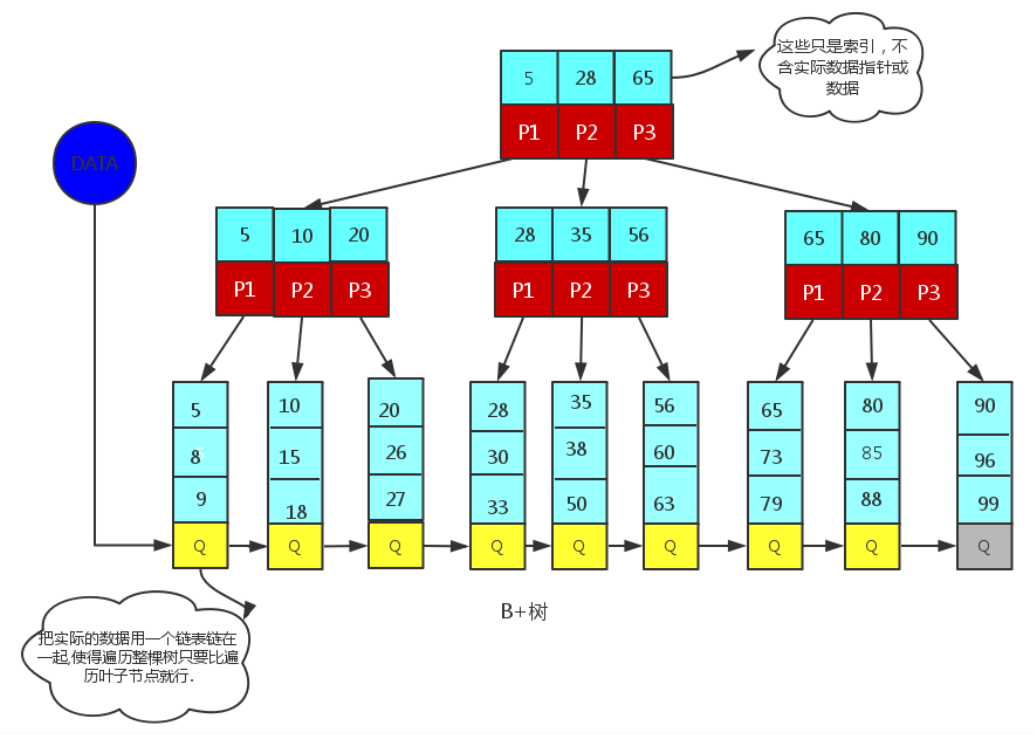 这些只是索引，不
含实际数据指针或
数据
5 28 65
P1 P2 P3
DATA
5 10 20
P1 P2 P3
28 35 56
P1 P2 P3
65 80 90
P1 P2 P3
5 10 20 28 35 56 65 80 90
8 15 26 30 38 60 73 85 96
9 18 27 33 50 63 79 88 99
Q Q Q Q Q Q Q Q Q
B+树
把实际的数据用一个链表链在
一起,使得遍历整棵树只要比遍
历叶子节点就行.